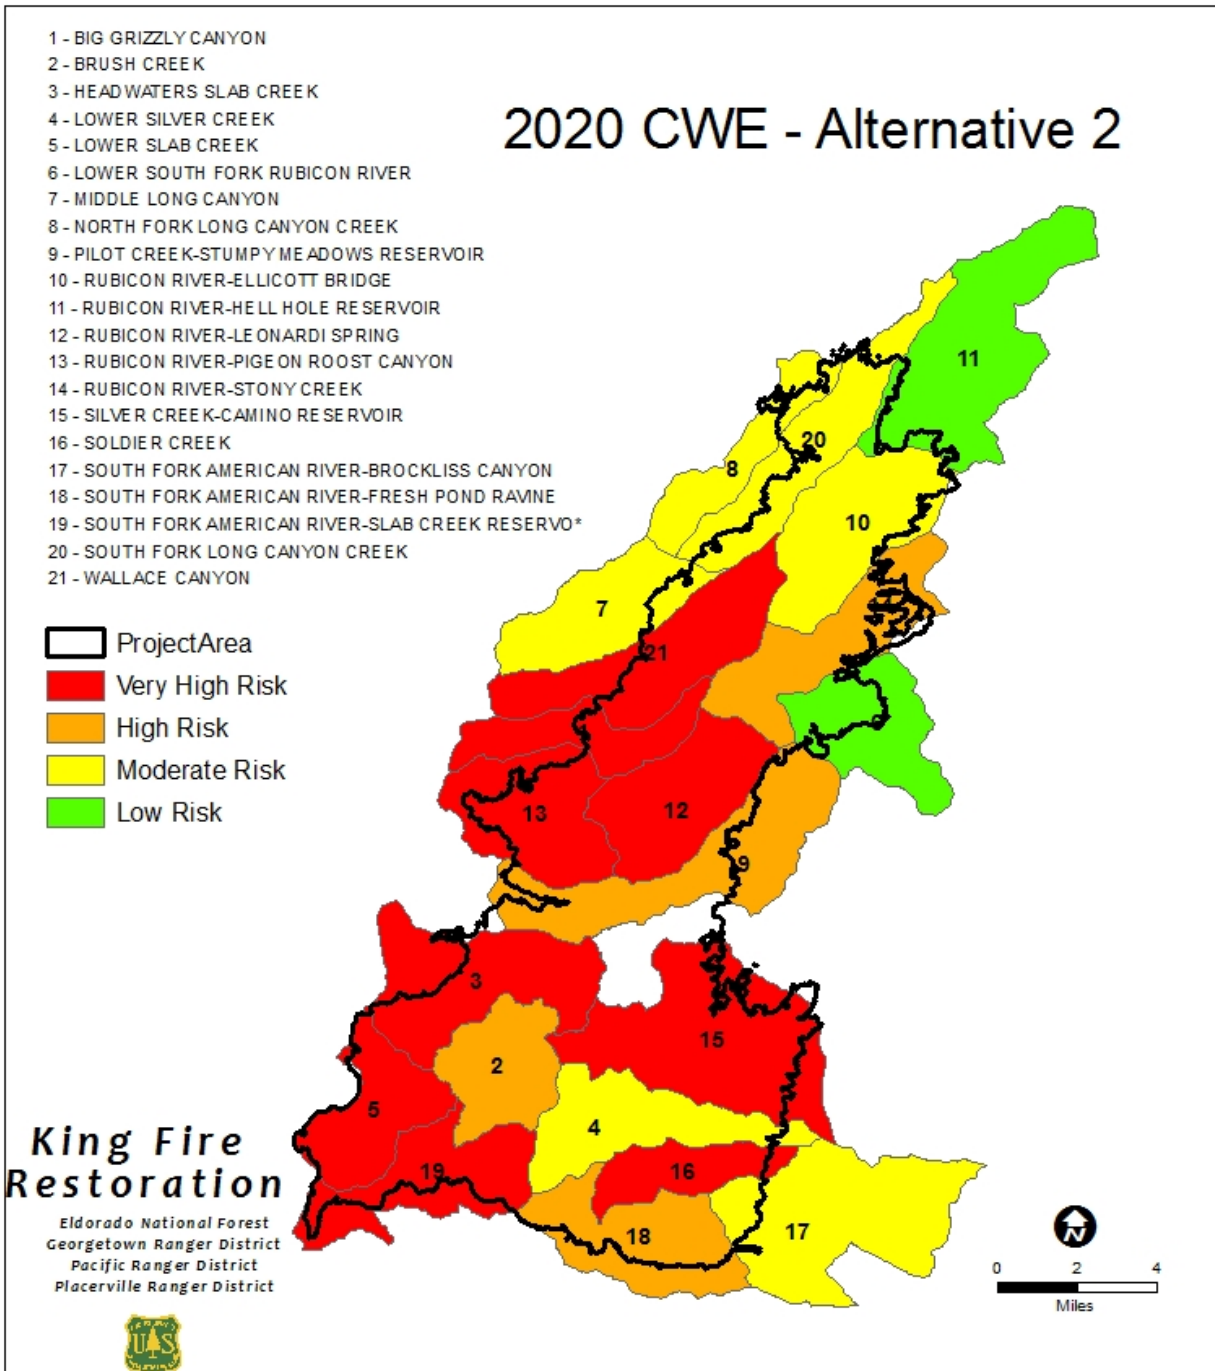 1 - BIG GRIZZLY CANYON
2 - BRUSH CREEK
3 - HEADWATERS SLAB CREEK
4 - LOWER SILVER CREEK
5 - LOWER SLAB CREEK
6 - LOWER SOUTH FORK RUBICON RIVER
7 - MIDDLE LONG CANYON
8 - NORTH FORK LONG CANYON CREEK
9 - PILOT CREEK-STUMPY MEADOWS RESERVOIR
10 - RUBICON RIVER-ELLICOTT BRIDGE
11 - RUBICON RIVER-HELL HOLE RESERVOIR
12 - RUBICON RIVER-LEONARDI SPRING
13 - RUBICON RIVER-PIGEON ROOST CANYON
14 - RUBICON RIVER-STONY CREEK
15 - SILVER CREEK-CAMINO RESERVOIR
16 - SOLDIER CREEK
17 - SOUTH FORK AMERICAN RIVER-BROCKLISS CANYON
18 - SOUTH FORK AMERICAN RIVER-FRESH POND RAVINE
19 - SOUTH FORK AMERICAN RIVER-SLAB CREEK RESERVO*
20 - SOUTH FORK LONG CANYON CREEK
21 - WALLACE CANYON
2020 CWE - Alternative 2
ProjectArea
Very High Risk
High Risk
Moderate Risk
Low Risk
11
20
8
10
7
21
13
12
9
3
15
2
5
4
19
16
18
17
King Fire
Restoration
Eldorado National Forest
Georgetown Ranger District
Pacific Ranger District
Placerville Ranger District
U S
N
0 2 4
Miles